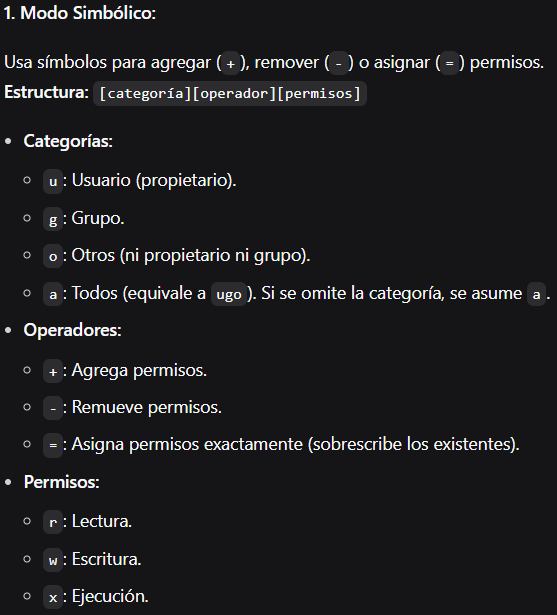 1. Modo Simbólico:
Usa símbolos para agregar ( + ), remover ( - ) o asignar ( = ) permisos.
Estructura: [categoría][operador][permisos]
• Categorías:
◦ u : Usuario (propietario).
◦ g : Grupo.
◦ o : Otros (ni propietario ni grupo).
◦ a : Todos (equivale a ugo ). Si se omite la categoría, se asume a .
• Operadores:
◦ + : Agrega permisos.
◦ - : Remueve permisos.
◦ = : Asigna permisos exactamente (sobrescribe los existentes).
• Permisos:
◦ r : Lectura.
◦ w : Escritura.
◦ x : Ejecución.